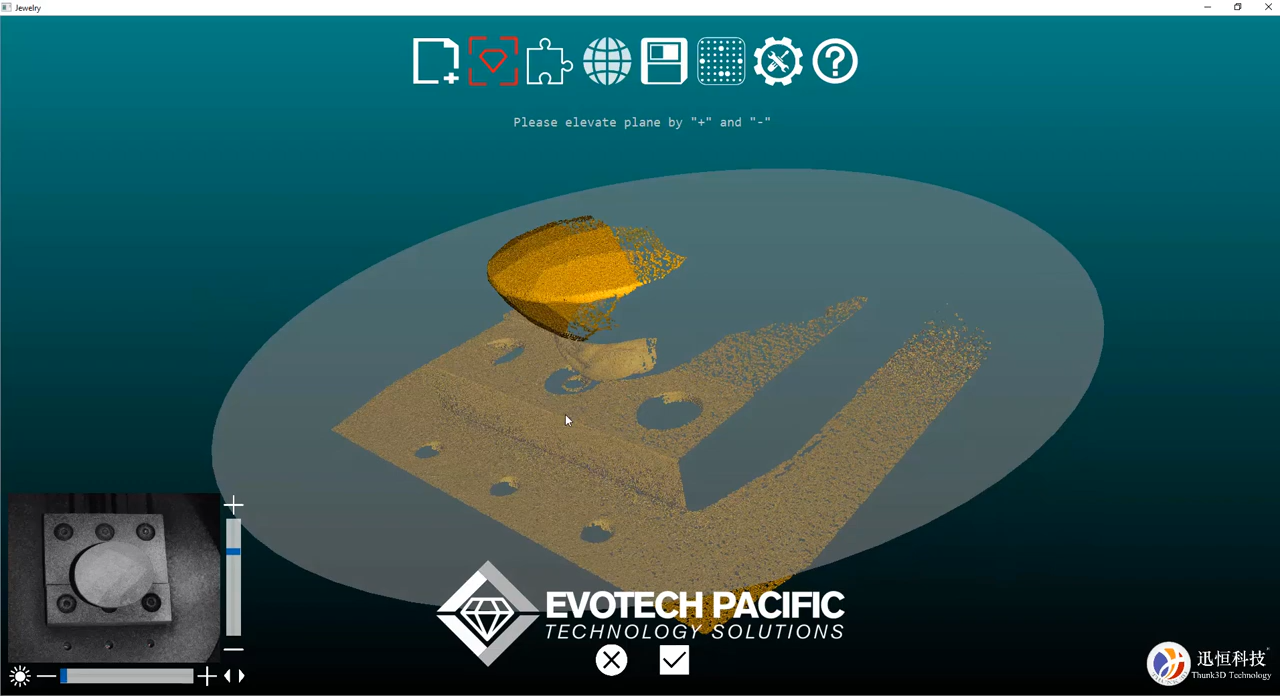 Jewelry
Please elevate plane by "+" and "-"
EVOTECH PACIFIC
TECHNOLOGY SOLUTIONS
迅恒科技
Thunk3D Technology